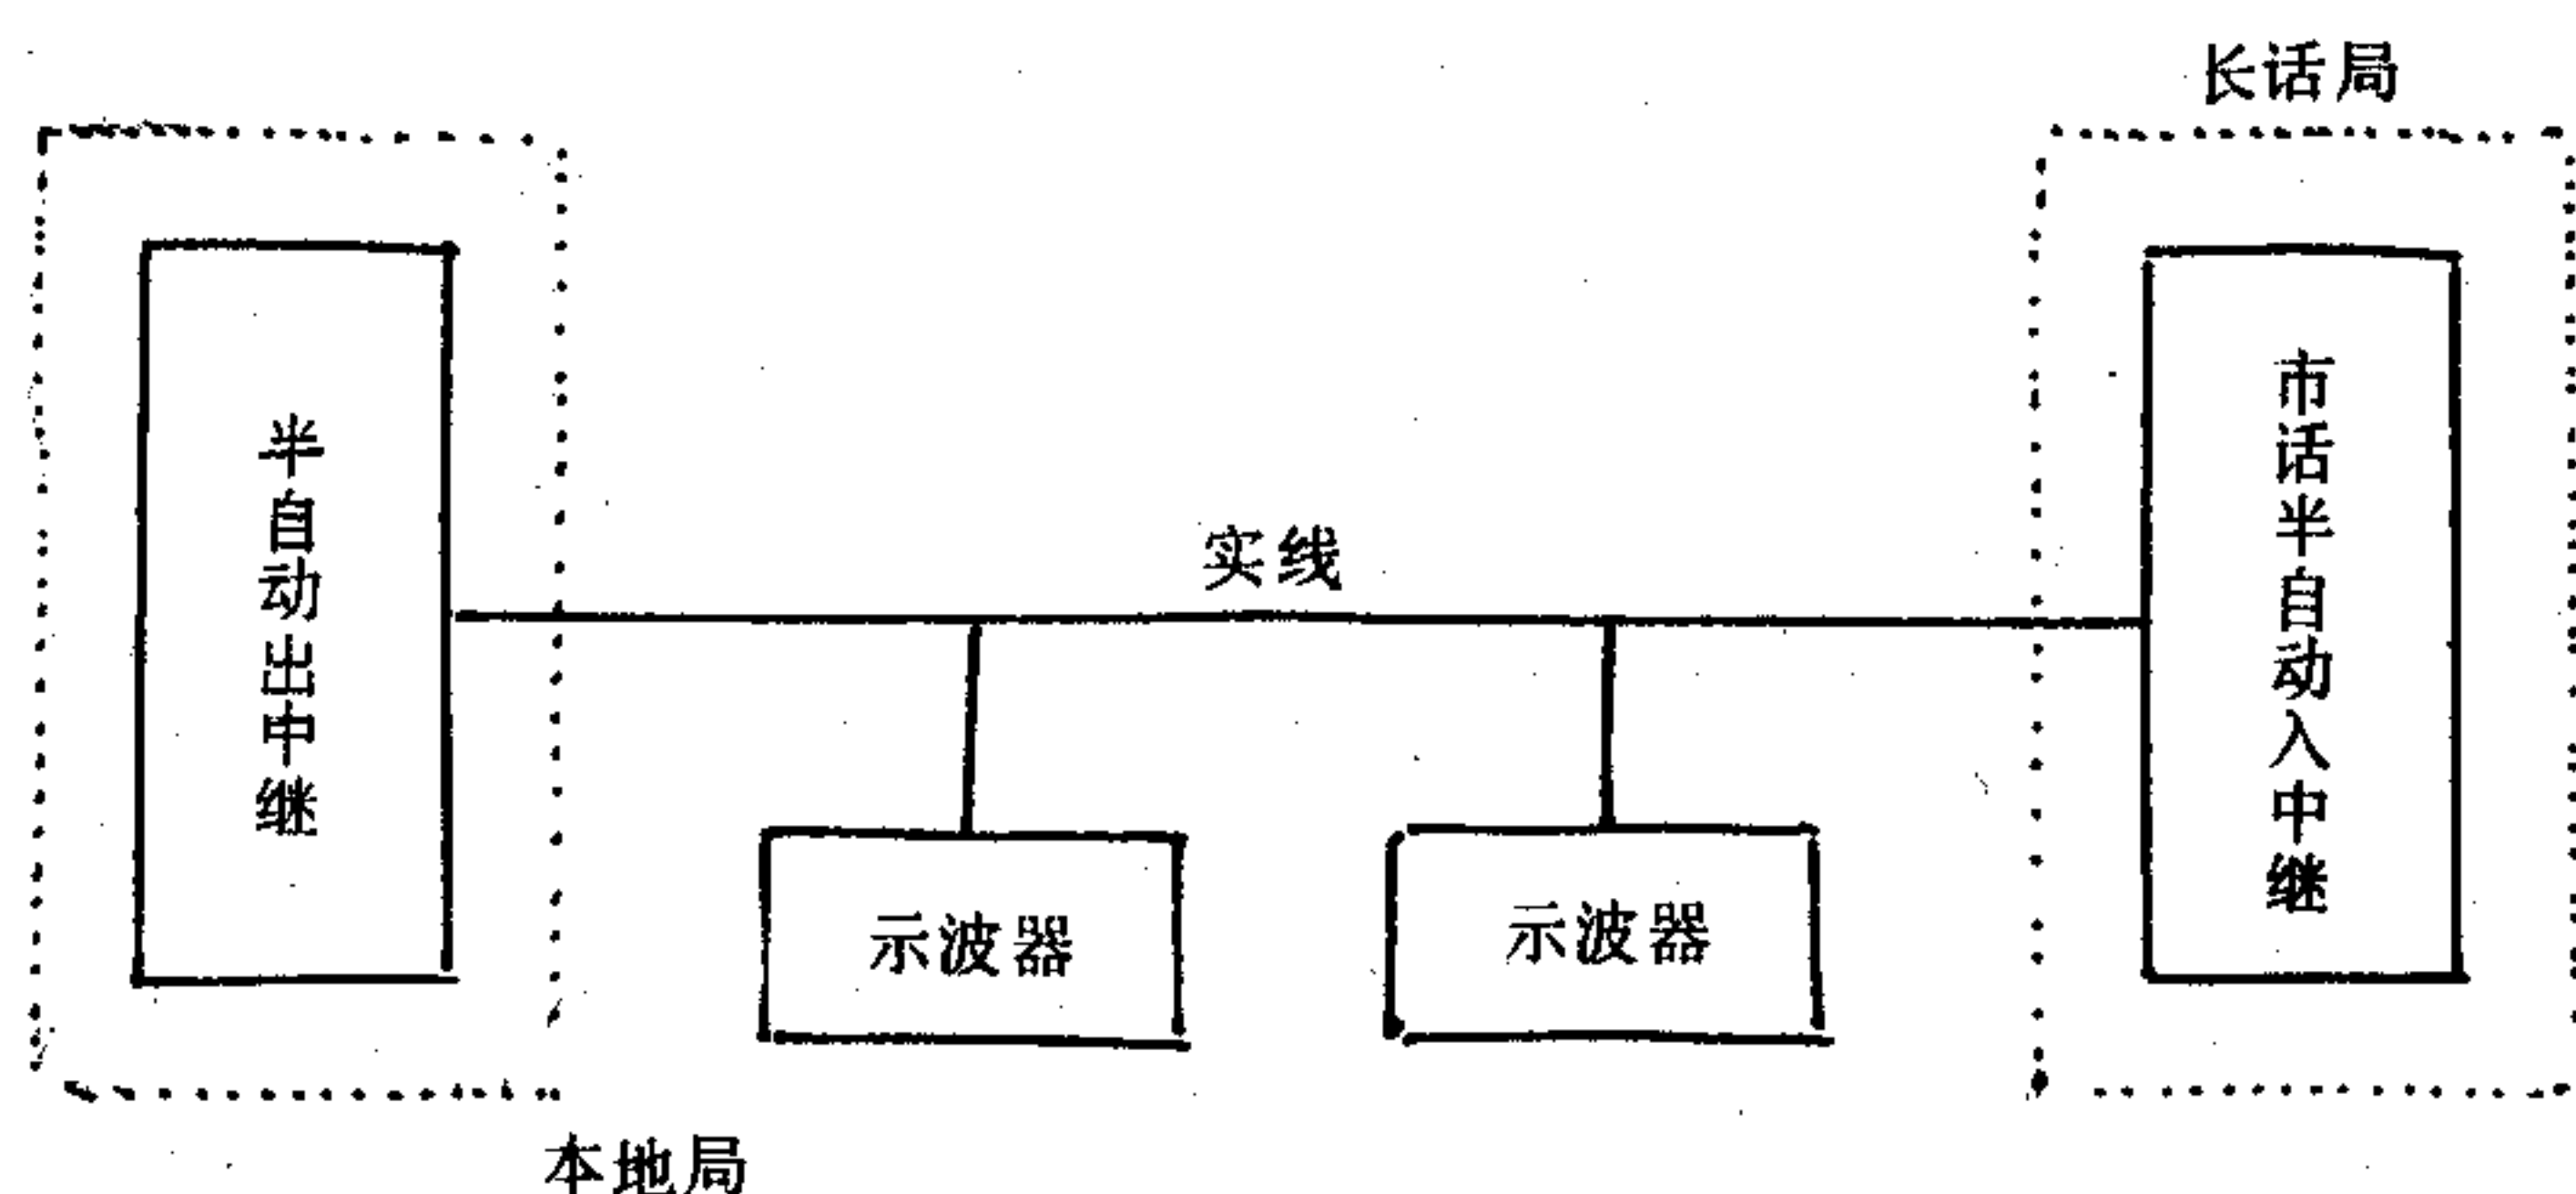 长话局
半自动出中继
实线
市话半自动入中继
示波器
示波器
本地局